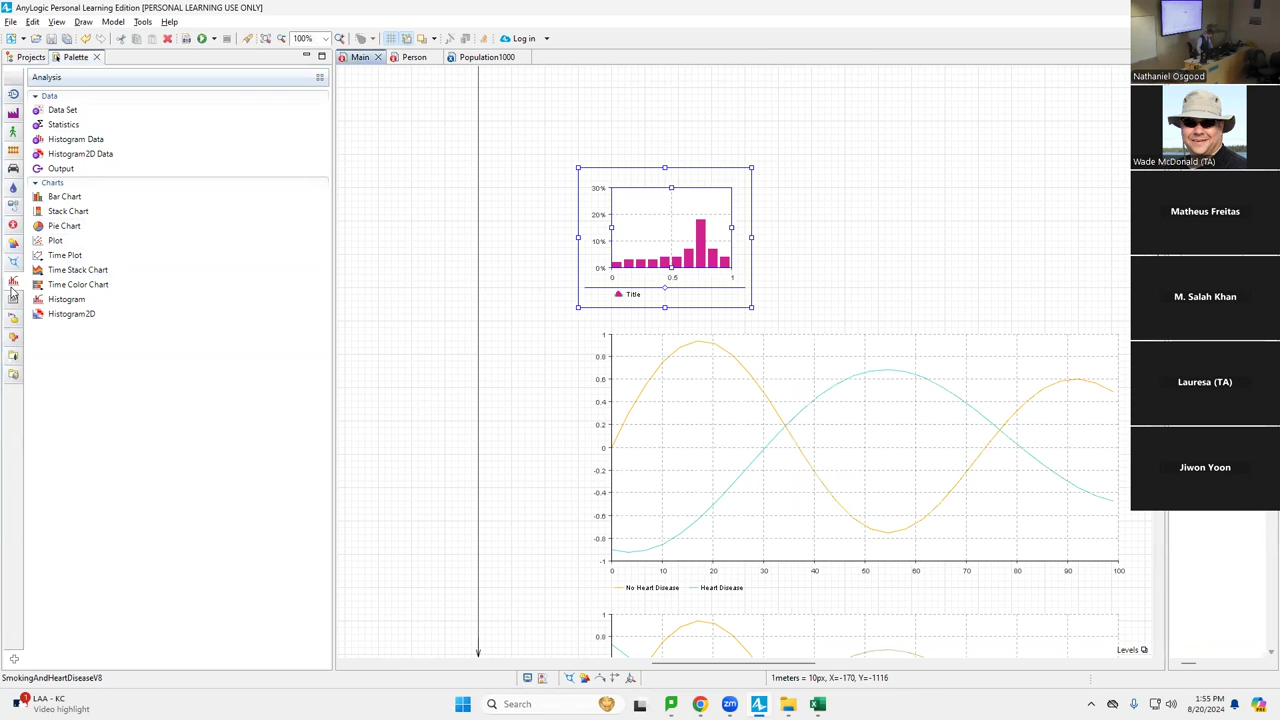 AnyLogic Personal Learning Edition [PERSONAL LEARNING USE ONLY]
File Edit View Draw Model Tools Help
100% Log in
Projects Palette Main Person Population1000
Analysis
Data
Data Set
Statistics
Histogram Data
Histogram2D Data
Output
Charts
Bar Chart
Stack Chart
Pie Chart
Plot
Time Plot
Time Stack Chart
Time Color Chart
Histogram
Histogram2D
30%
20%
10%
0%
0 0.5 1
Title
1
0.8
0.6
0.4
0.2
0
-0.2
-0.4
-0.6
-0.8
-1
0 10 20 30 40 50 60 70 80 90 100
No Heart Disease Heart Disease
1
0.8
Levels
Nathaniel Osgood
Wade McDonald (TA)
Matheus Freitas
M. Salah Khan
Lauresa (TA)
Jiwon Yoon
SmokingAndHeartDiseaseV8
1meters = 10px, X=-170, Y=-1116
1
LAA - KC
Video highlight
Search
1:55 PM
8/20/2024